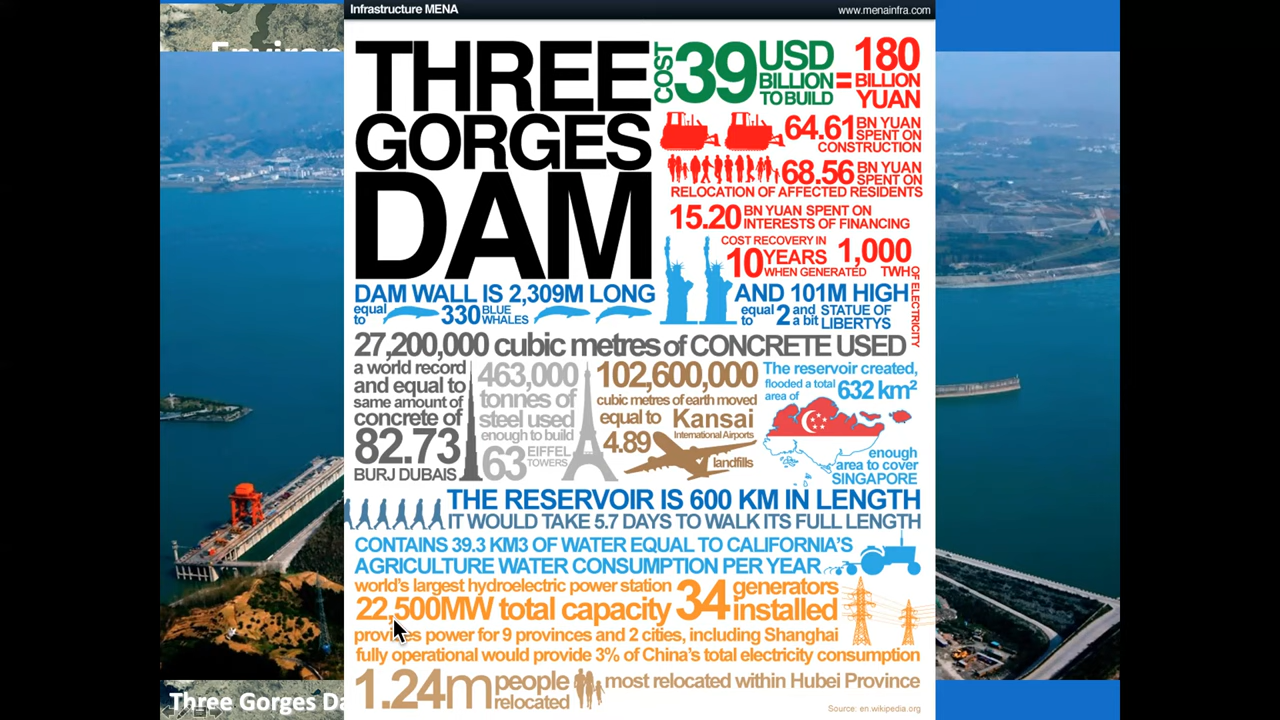 Infrastructure MENA
www.menainfra.com
Environ
THREE
GORGES
DAM
COST 39 USD BILLION TO BUILD = 180 BILLION YUAN
64.61 BN YUAN SPENT ON CONSTRUCTION
68.56 BN YUAN SPENT ON
RELOCATION OF AFFECTED RESIDENTS
15.20 BN YUAN SPENT ON INTERESTS OF FINANCING
COST RECOVERY IN
10 YEARS WHEN GENERATED 1,000 TWH OF ELECTRICITY
DAM WALL IS 2,309M LONG
equal to 330 BLUE WHALES
AND 101M HIGH
equal to 2 and a bit STATUE OF LIBERTYS
27,200,000 cubic metres of CONCRETE USED
a world record
and equal to
same amount of
concrete of
82.73
BURJ DUBAIS
463,000
tonnes of
steel used
enough to build
63 EIFFEL TOWERS
102,600,000
cubic metres of earth moved
equal to Kansai
4.89 International Airports
landfills
The reservoir created,
flooded a total area of 632 km²
enough
area to cover
SINGAPORE
THE RESERVOIR IS 600 KM IN LENGTH
IT WOULD TAKE 5.7 DAYS TO WALK ITS FULL LENGTH
CONTAINS 39.3 KM3 OF WATER EQUAL TO CALIFORNIA'S
AGRICULTURE WATER CONSUMPTION PER YEAR
world's largest hydroelectric power station
22,500MW total capacity 34 generators installed
provides power for 9 provinces and 2 cities, including Shanghai
fully operational would provide 3% of China's total electricity consumption
1.24m people relocated most relocated within Hubei Province
Source: en.wikipedia.org
Three Gorges Da